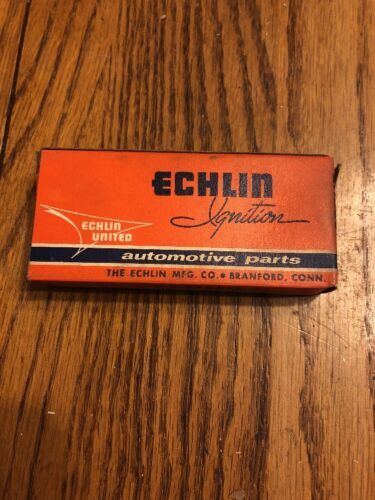 ECHLIN
Ignition
ECHLIN
UNITED
automotive parts
THE ECHLIN MFG. CO. • BRANFORD, CONN.